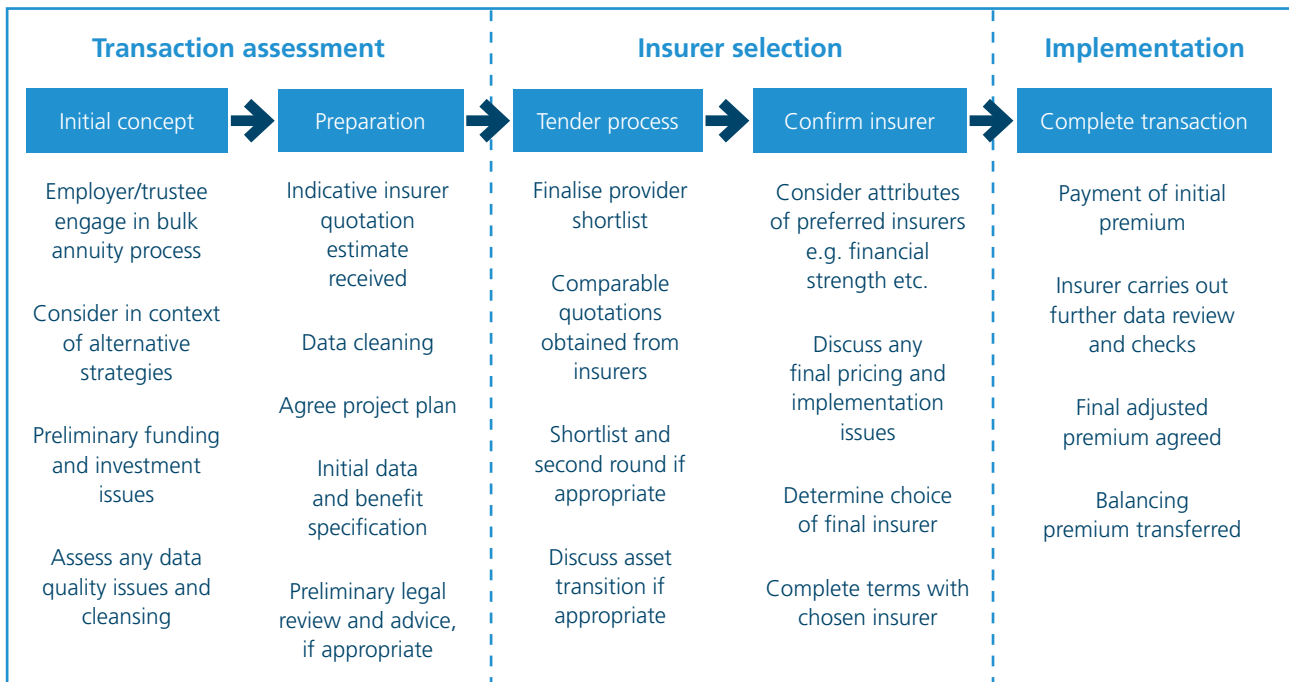 Transaction assessment
Insurer selection
Implementation
Initial concept
Preparation
Tender process
Confirm insurer
Complete transaction
Employer/trustee
engage in bulk
annuity process
Consider in context
of alternative
strategies
Preliminary funding
and investment
issues
Assess any data
quality issues and
cleansing
Indicative insurer
quotation
estimate
received
Data cleaning
Agree project plan
Initial data
and benefit
specification
Preliminary legal
review and advice,
if appropriate
Finalise provider
shortlist
Comparable
quotations
obtained from
insurers
Shortlist and
second round if
appropriate
Discuss asset
transition if
appropriate
Consider attributes
of preferred insurers
e.g. financial
strength etc.
Discuss any
final pricing and
implementation
issues
Determine choice
of final insurer
Complete terms with
chosen insurer
Payment of initial
premium
Insurer carries out
further data review
and checks
Final adjusted
premium agreed
Balancing
premium transferred